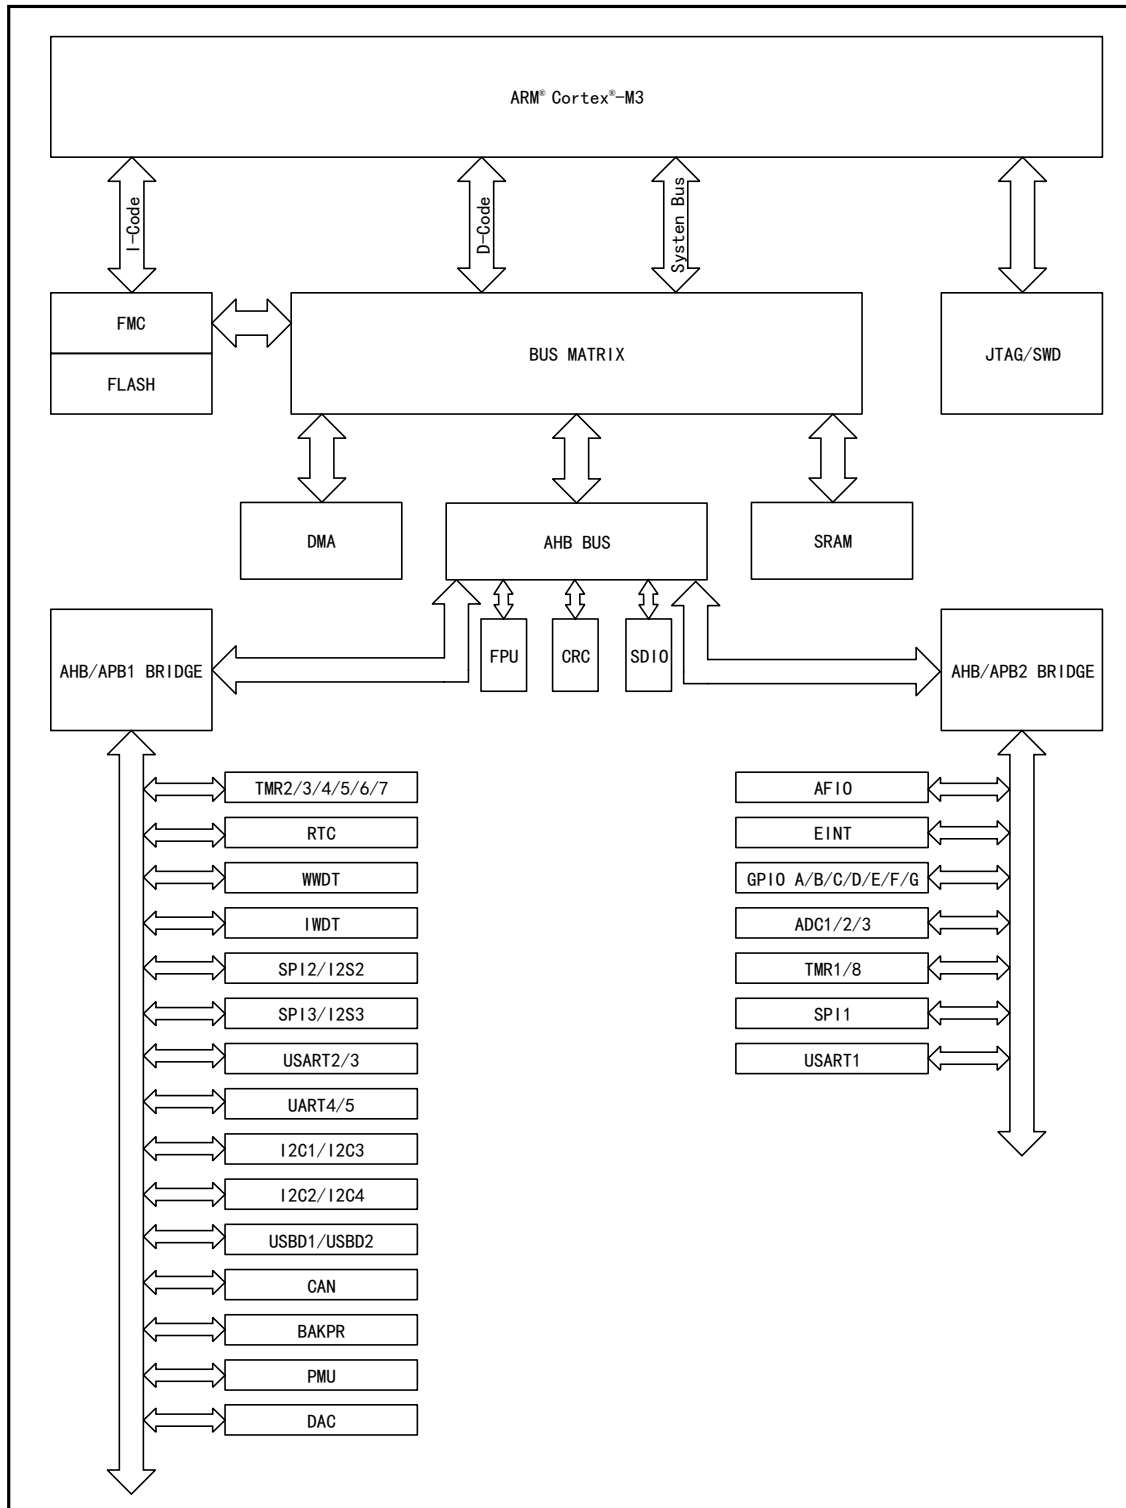 ARM® Cortex®-M3
I-Code
D-Code
Systen Bus
FMC
FLASH
BUS MATRIX
JTAG/SWD
DMA
AHB BUS
SRAM
AHB/APB1 BRIDGE
FPU
CRC
SDIO
AHB/APB2 BRIDGE
TMR2/3/4/5/6/7
RTC
WWDT
IWDT
SPI2/I2S2
SPI3/I2S3
USART2/3
UART4/5
I2C1/I2C3
I2C2/I2C4
USBD1/USBD2
CAN
BAKPR
PMU
DAC
AFIO
EINT
GPIO A/B/C/D/E/F/G
ADC1/2/3
TMR1/8
SPI1
USART1